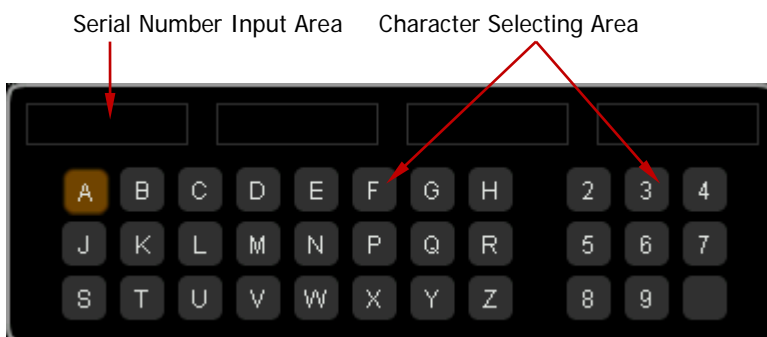 Serial Number Input Area Character Selecting Area
A B C D E F G H 2 3 4
J K L M N P Q R 5 6 7
S T U V W X Y Z 8 9